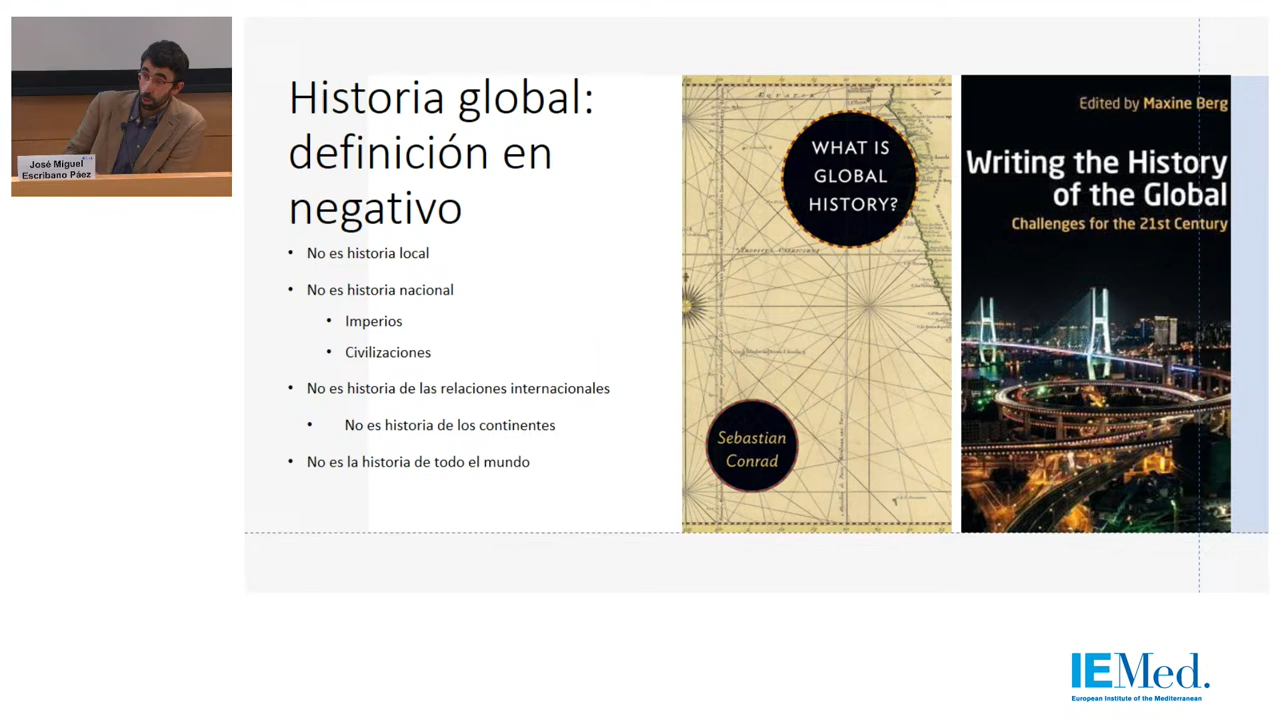 José Miguel
Escribano Páez
Historia global:
definición en
negativo
• No es historia local
• No es historia nacional
• Imperios
• Civilizaciones
• No es historia de las relaciones internacionales
• No es historia de los continentes
• No es la historia de todo el mundo
EQUATOR
WHAT IS
GLOBAL
HISTORY?
Sebastian
Conrad
Edited by Maxine Berg
Writing the History
of the Global
Challenges for the 21st Century
IEMed.
European Institute of the Mediterranean